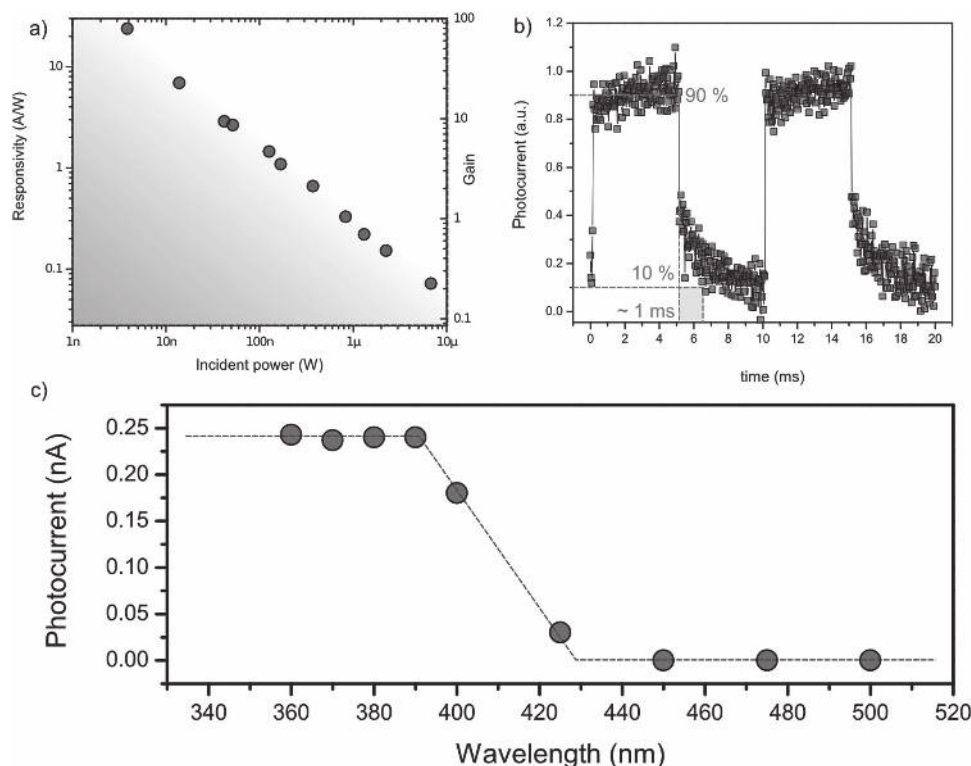 a)
Responsivity (A/W)
10
1
0.1
1n
10n
100n
1µ
10µ
Incident power (W)
100
10
1
0.1
Gain
b)
Photocurrent (a.u.)
1.2
1.0
0.8
0.6
0.4
0.2
0.0
90 %
10 %
~ 1 ms
0 2 4 6 8 10 12 14 16 18 20
time (ms)
c)
Photocurrent (nA)
0.25
0.20
0.15
0.10
0.05
0.00
340 360 380 400 420 440 460 480 500 520
Wavelength (nm)